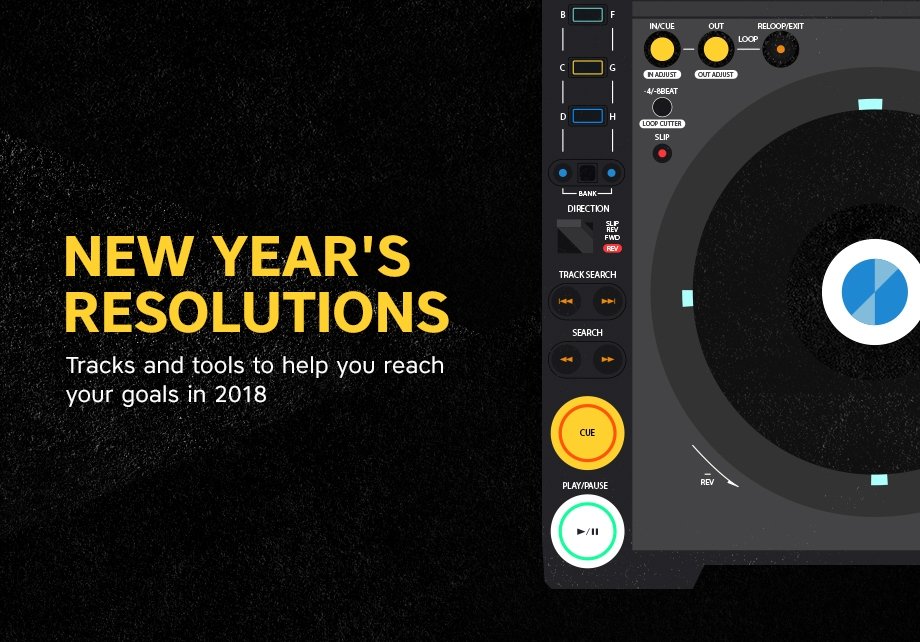 NEW YEAR'S
RESOLUTIONS
Tracks and tools to help you reach
your goals in 2018
B F
C G
D H
BANK
DIRECTION
SLIP
REV
FWD
REV
TRACK SEARCH
SEARCH
CUE
PLAY/PAUSE
IN/CUE OUT RELOOP/EXIT
LOOP
IN ADJUST OUT ADJUST
-4/-8BEAT
LOOP CUTTER
SLIP
REV